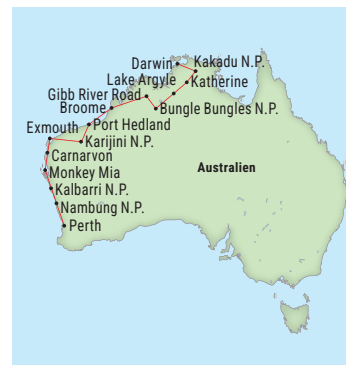 Darwin
Kakadu N.P.
Lake Argyle
Katherine
Gibb River Road
Broome
Bungle Bungles N.P.
Exmouth
Port Hedland
Karijini N.P.
Carnarvon
Monkey Mia
Australien
Kalbarri N.P.
Nambung N.P.
Perth